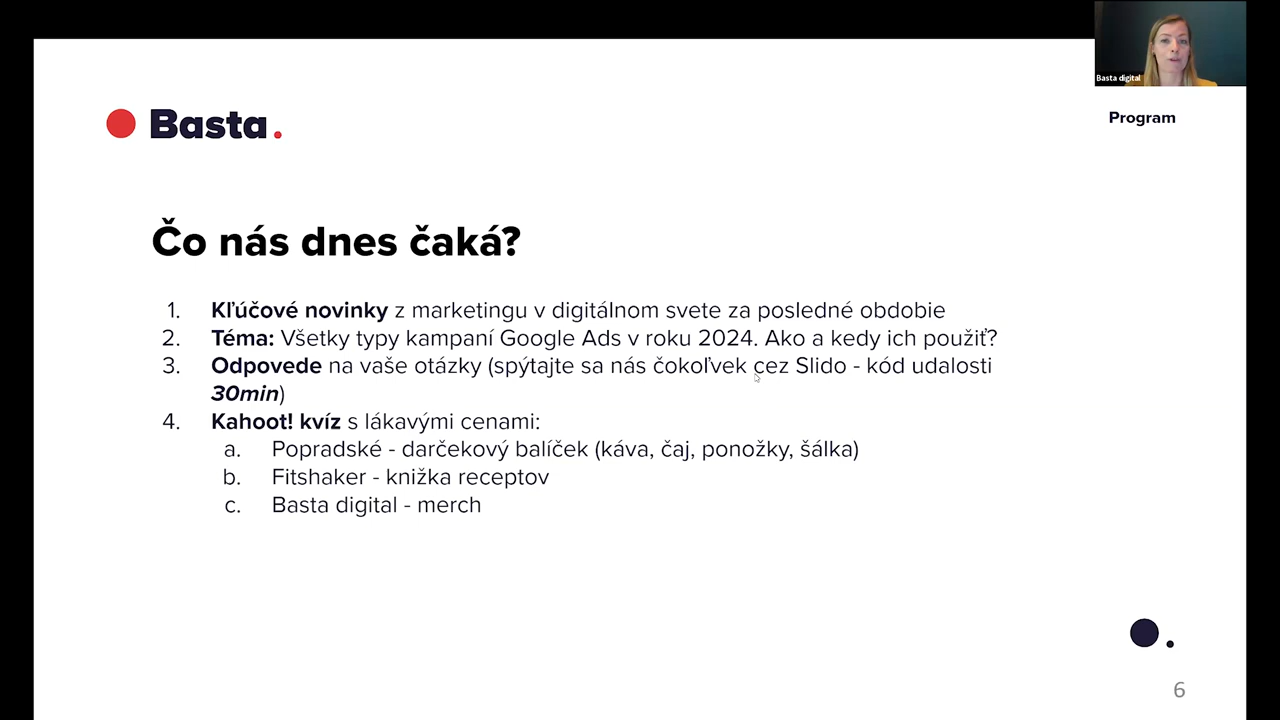 Basta digital
Basta.
Program
Čo nás dnes čaká?
1. Kľúčové novinky z marketingu v digitálnom svete za posledné obdobie
2. Téma: Všetky typy kampaní Google Ads v roku 2024. Ako a kedy ich použiť?
3. Odpovede na vaše otázky (spýtajte sa nás čokoľvek cez Slido - kód udalosti
30min)
4. Kahoot! kvíz s lákavými cenami:
a. Popradské - darčekový balíček (káva, čaj, ponožky, šálka)
b. Fitshaker - knižka receptov
c. Basta digital - merch
6